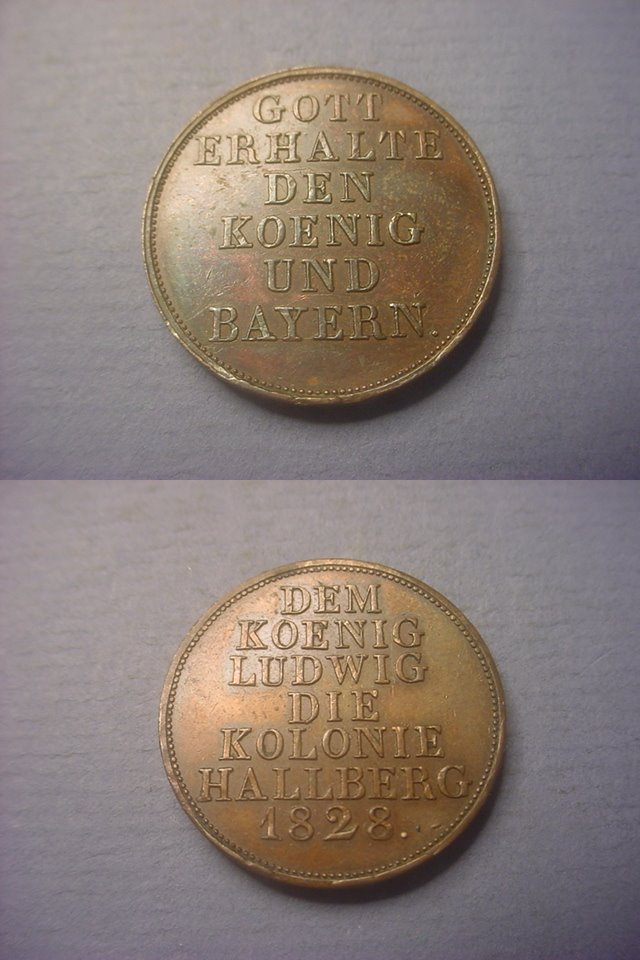 GOTT
ERHALTE
DEN
KOENIG
UND
BAYERN.
DEM
KOENIG
LUDWIG
DIE
KOLONIE
HALLBERG
1828.